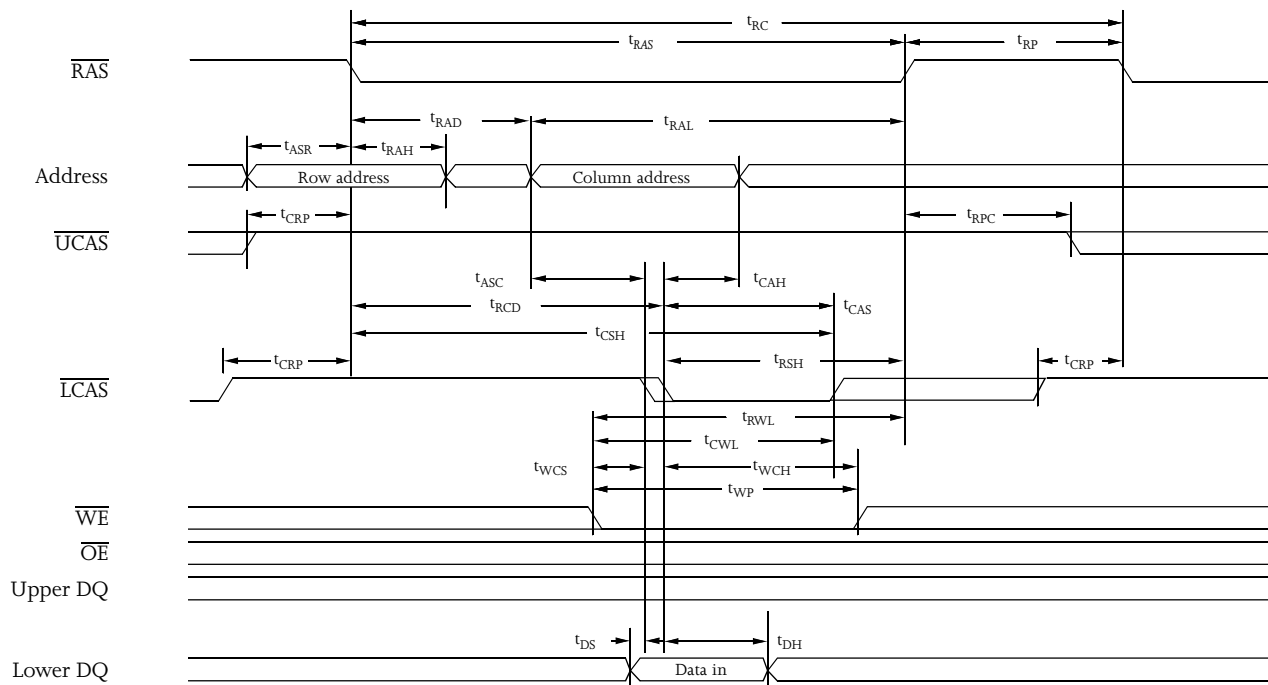 tRC
tRAS tRP
RAS
tRAD tRAL
tASR tRAH
Address Row address Column address
tCRP tRPC
UCAS
tASC tCAH
tRCD tCAS
tCSH
tCRP tRSH tCRP
LCAS
tRWL
tCWL
tWCS tWCH
tWP
WE
OE
Upper DQ
tDS tDH
Lower DQ Data in